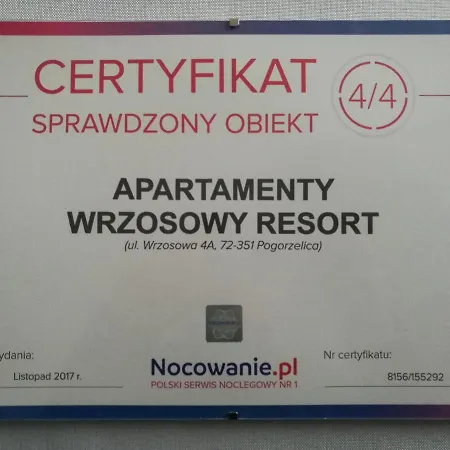 CERTYFIKAT
4/4
SPRAWDZONY OBIEKT
APARTAMENTY
WRZOSOWY RESORT
(ul. Wrzosowa 4A, 72-351 Pogorzelica)
ydania:
Nr certyfikatu:
Listopad 2017 r.
Nocowanie.pl
8156/155292
POLSKI SERWIS NOCLEGOWY NR 1